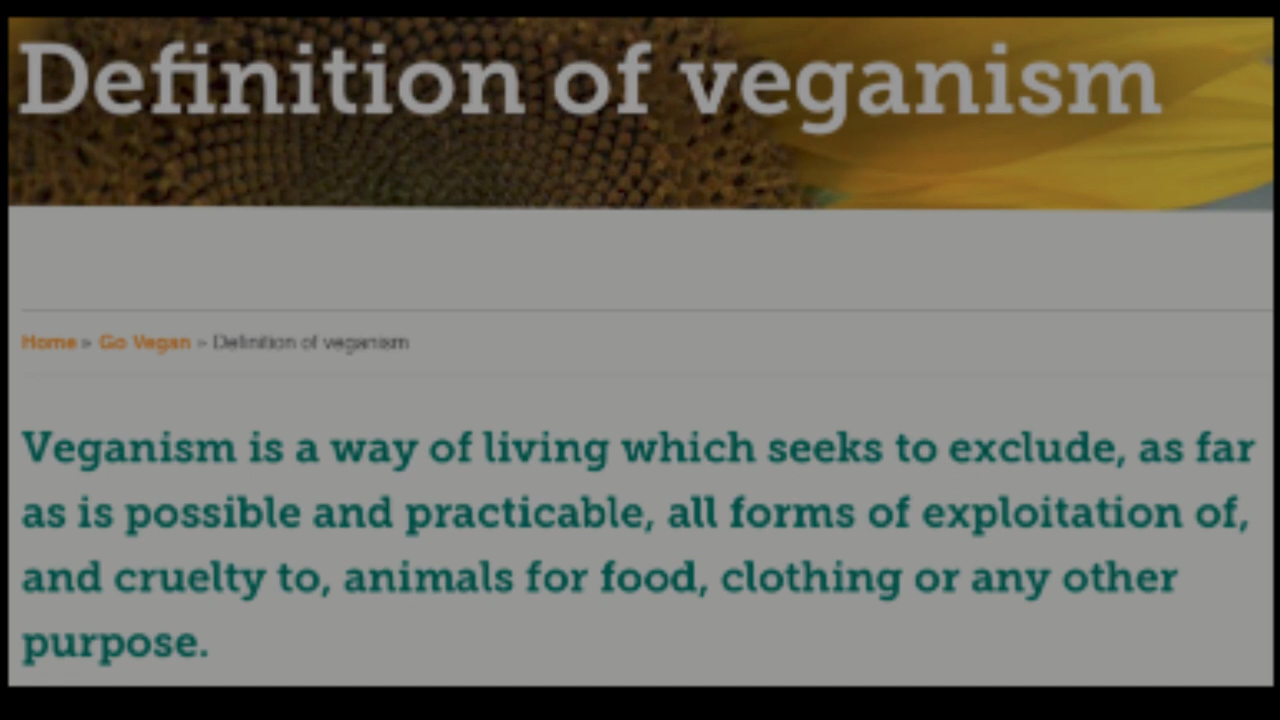 Definition of veganism
Home » Go Vegan » Definition of veganism
Veganism is a way of living which seeks to exclude, as far
as is possible and practicable, all forms of exploitation of,
and cruelty to, animals for food, clothing or any other
purpose.